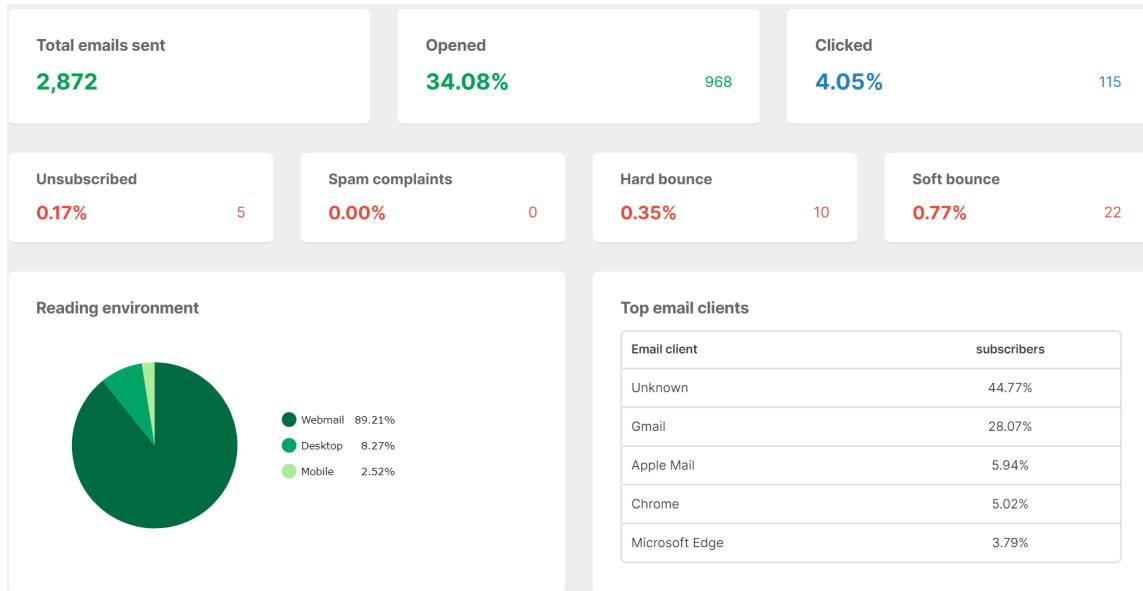 Total emails sent
2,872
Opened
34.08% 968
Clicked
4.05% 115
Unsubscribed
0.17% 5
Spam complaints
0.00% 0
Hard bounce
0.35% 10
Soft bounce
0.77% 22
Reading environment
Webmail 89.21%
Desktop 8.27%
Mobile 2.52%
Top email clients
Email client subscribers
Unknown 44.77%
Gmail 28.07%
Apple Mail 5.94%
Chrome 5.02%
Microsoft Edge 3.79%